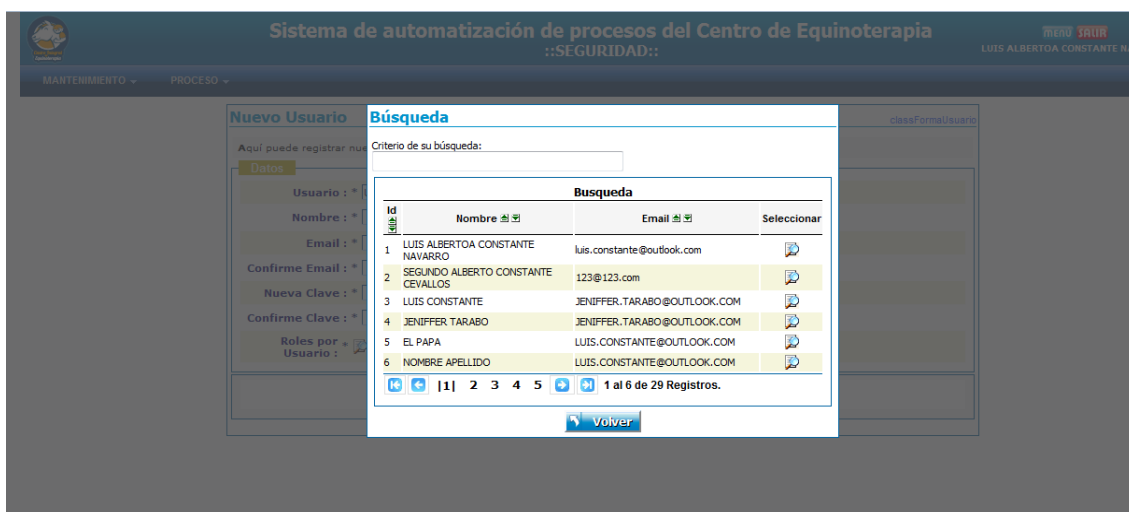 Sistema de automatización de procesos del Centro de Equinoterapia
::SEGURIDAD::
MENU SALIR
LUIS ALBERTOA CONSTANTE N
MANTENIMIENTO
PROCESO
Nuevo Usuario
classFormaUsuario
Aquí puede registrar nue
Datos
Usuario : *
Nombre : *
Email : *
Confirme Email : *
Nueva Clave : *
Confirme Clave : *
Roles por *
Usuario :
Búsqueda
Criterio de su búsqueda:
Busqueda
Id Nombre Email Seleccionar
1 LUIS ALBERTOA CONSTANTE
NAVARRO luis.constante@outlook.com
2 SEGUNDO ALBERTO CONSTANTE
CEVALLOS 123@123.com
3 LUIS CONSTANTE JENIFFER.TARABO@OUTLOOK.COM
4 JENIFFER TARABO JENIFFER.TARABO@OUTLOOK.COM
5 EL PAPA LUIS.CONSTANTE@OUTLOOK.COM
6 NOMBRE APELLIDO LUIS.CONSTANTE@OUTLOOK.COM
|1| 2 3 4 5 1 al 6 de 29 Registros.
Volver